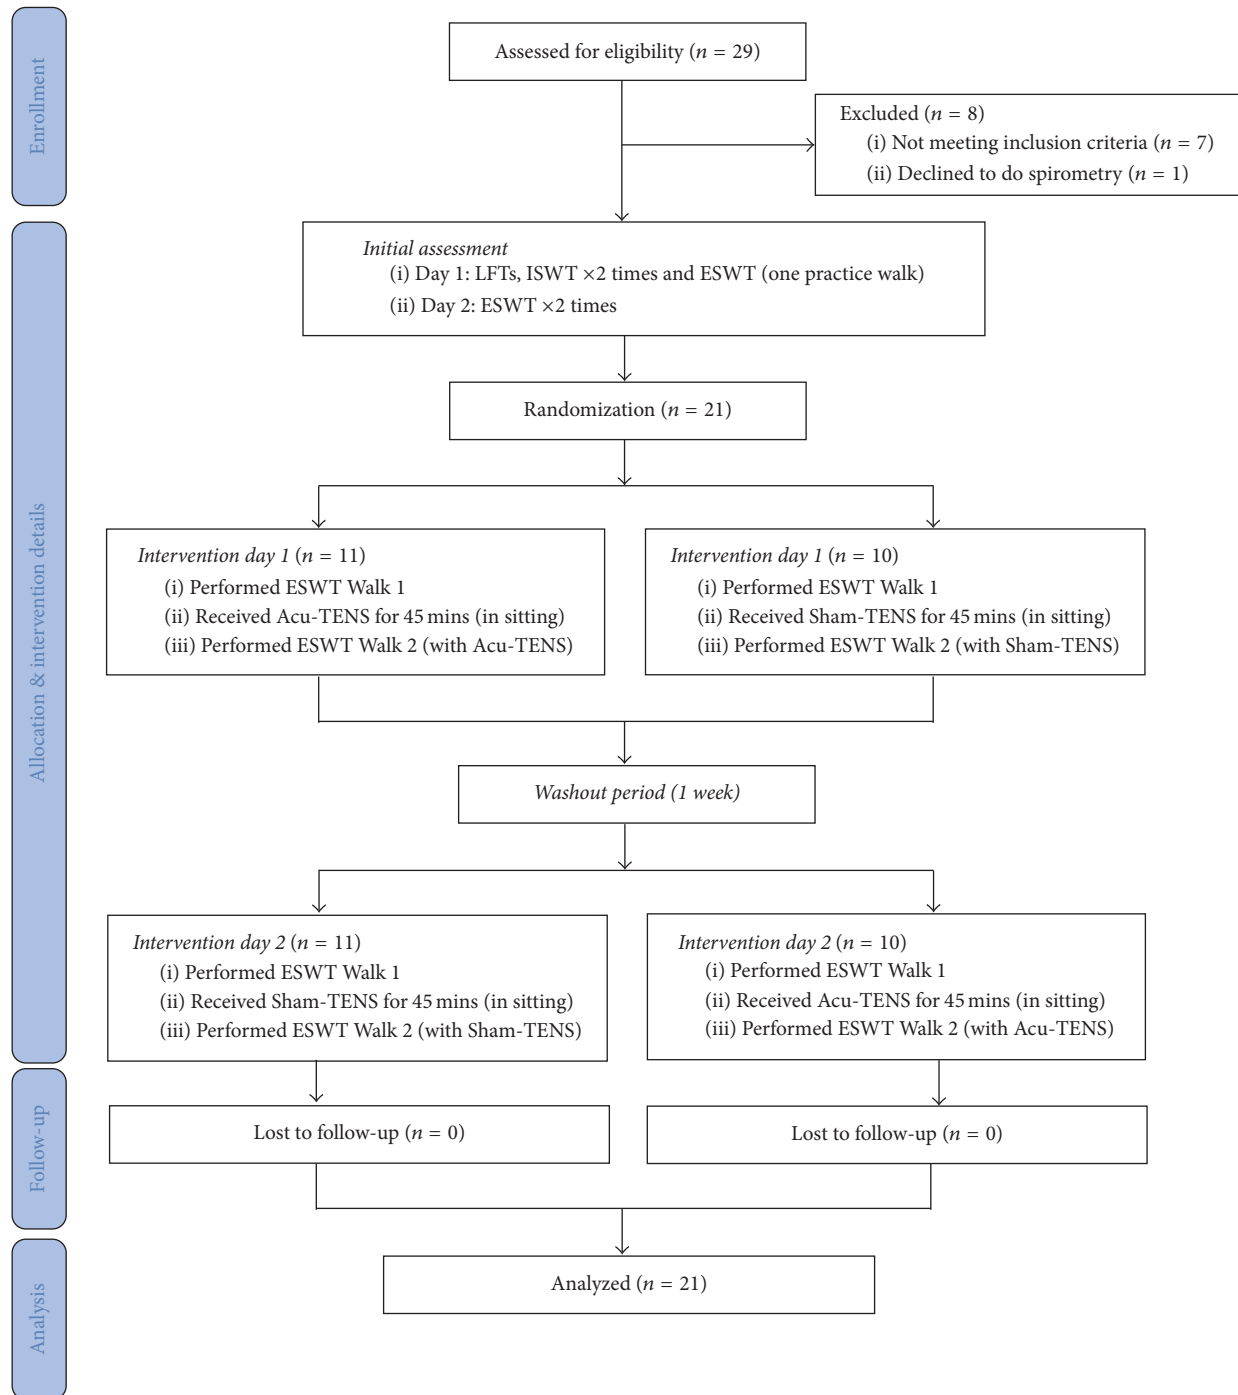 Enrollment
Assessed for eligibility (n = 29)
Excluded (n = 8)
(i) Not meeting inclusion criteria (n = 7)
(ii) Declined to do spirometry (n = 1)
Allocation & intervention details
Initial assessment
(i) Day 1: LFTs, ISWT ×2 times and ESWT (one practice walk)
(ii) Day 2: ESWT ×2 times
Randomization (n = 21)
Intervention day 1 (n = 11)
(i) Performed ESWT Walk 1
(ii) Received Acu-TENS for 45 mins (in sitting)
(iii) Performed ESWT Walk 2 (with Acu-TENS)
Intervention day 1 (n = 10)
(i) Performed ESWT Walk 1
(ii) Received Sham-TENS for 45 mins (in sitting)
(iii) Performed ESWT Walk 2 (with Sham-TENS)
Washout period (1 week)
Intervention day 2 (n = 11)
(i) Performed ESWT Walk 1
(ii) Received Sham-TENS for 45 mins (in sitting)
(iii) Performed ESWT Walk 2 (with Sham-TENS)
Intervention day 2 (n = 10)
(i) Performed ESWT Walk 1
(ii) Received Acu-TENS for 45 mins (in sitting)
(iii) Performed ESWT Walk 2 (with Acu-TENS)
Follow-up
Lost to follow-up (n = 0)
Lost to follow-up (n = 0)
Analysis
Analyzed (n = 21)